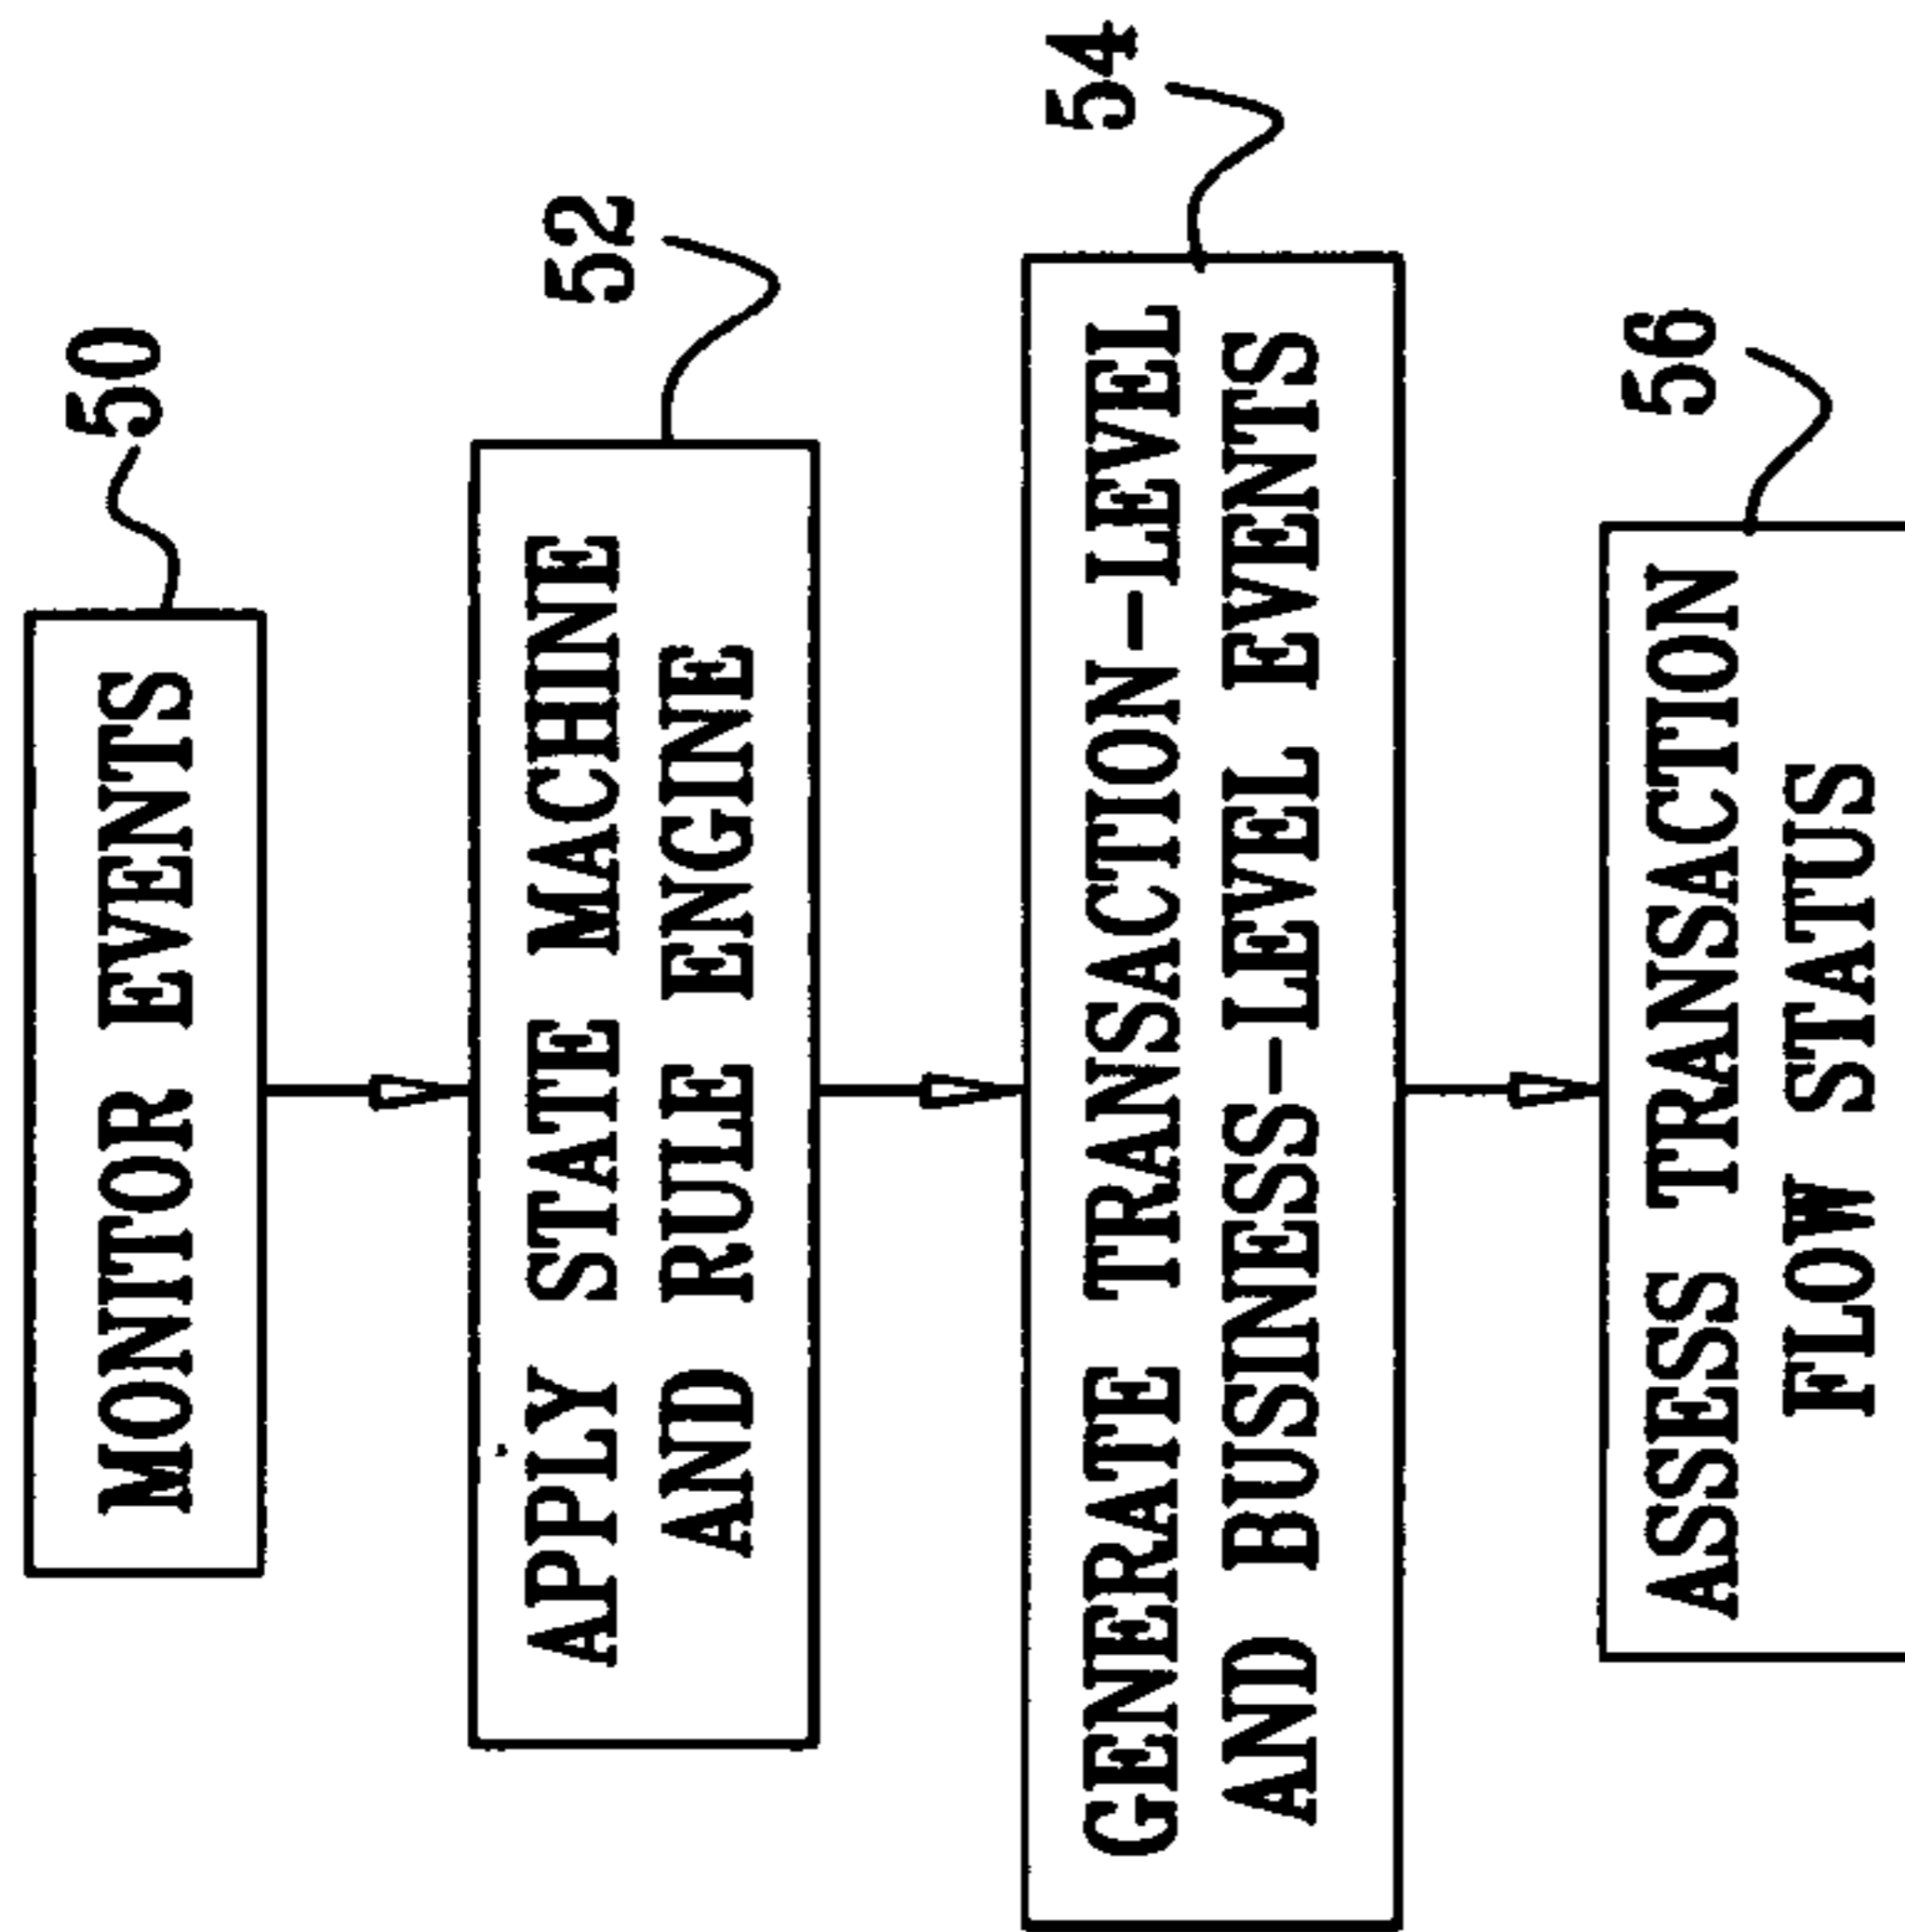 50
MONITOR EVENTS
52
APPLY STATE MACHINE
AND RULE ENGINE
54
GENERATE TRANSACTION-LEVEL
AND BUSINESS-LEVEL EVENTS
56
ASSESS TRANSACTION
FLOW STATUS